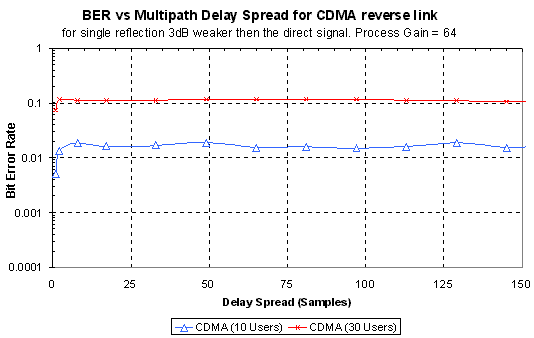 BER vs Multipath Delay Spread for CDMA reverse link
for single reflection 3dB weaker then the direct signal. Process Gain = 64
1
0.1
0.01
0.001
0.0001
Bit Error Rate
0 25 50 75 100 125 150
Delay Spread (Samples)
CDMA (10 Users) CDMA (30 Users)